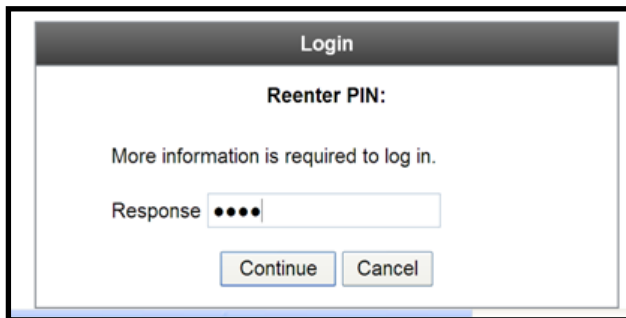 Login
Reenter PIN:
More information is required to log in.
Response ●●●●
Continue Cancel